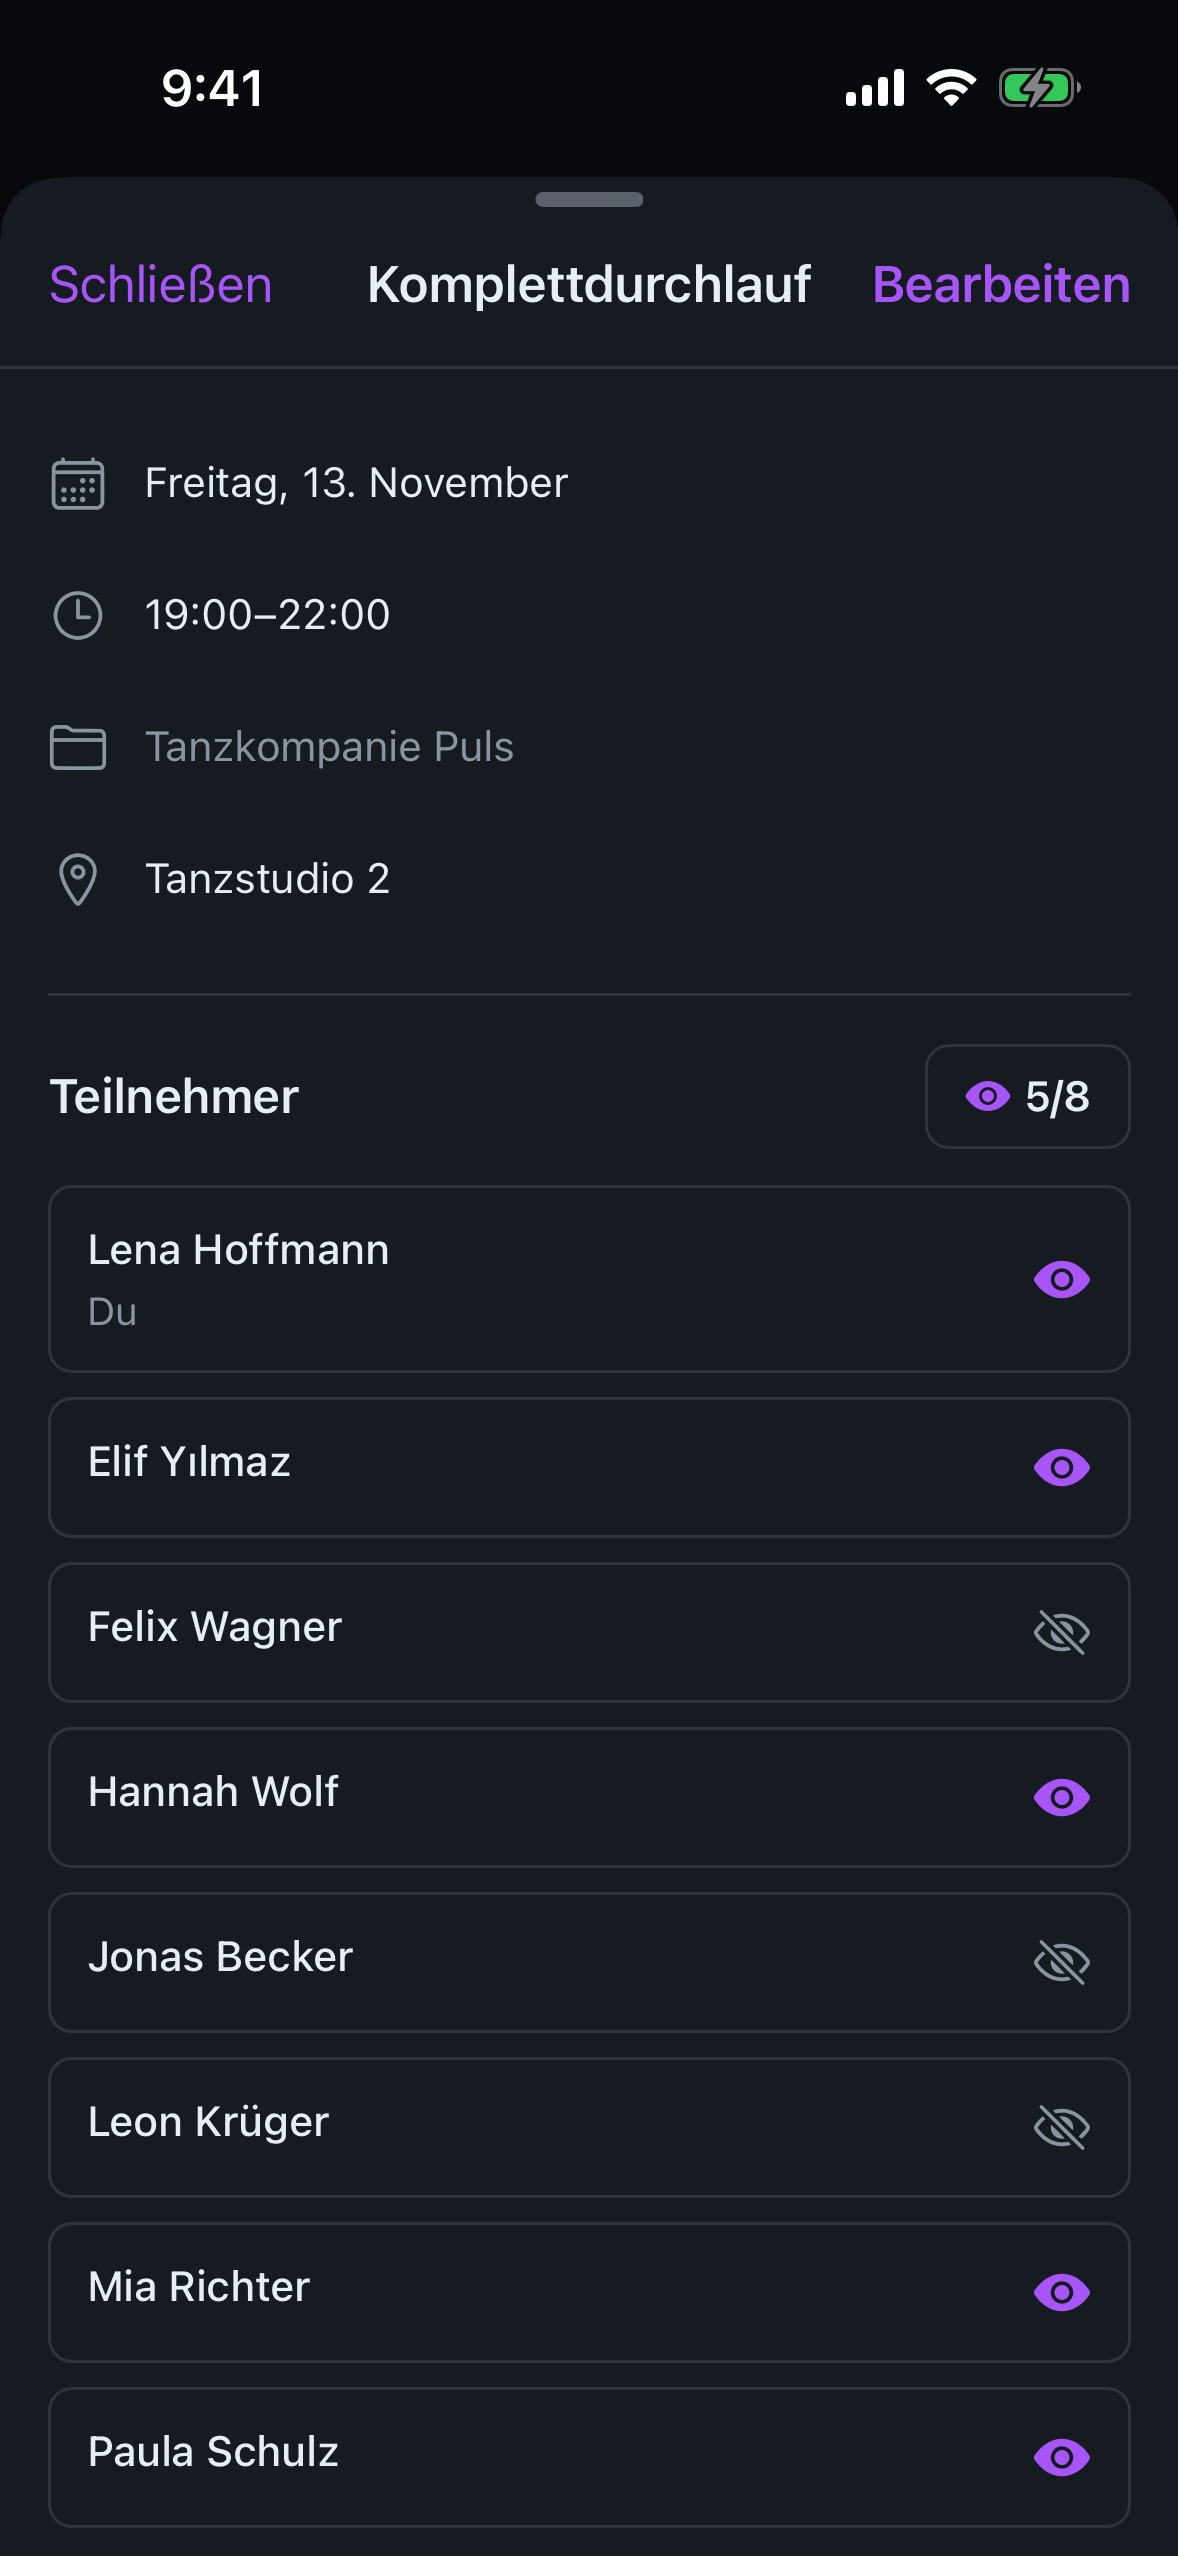 9:41
Schließen Komplettdurchlauf Bearbeiten
Freitag, 13. November
19:00–22:00
Tanzkompanie Puls
Tanzstudio 2
Teilnehmer 5/8
Lena Hoffmann
Du
Elif Yılmaz
Felix Wagner
Hannah Wolf
Jonas Becker
Leon Krüger
Mia Richter
Paula Schulz